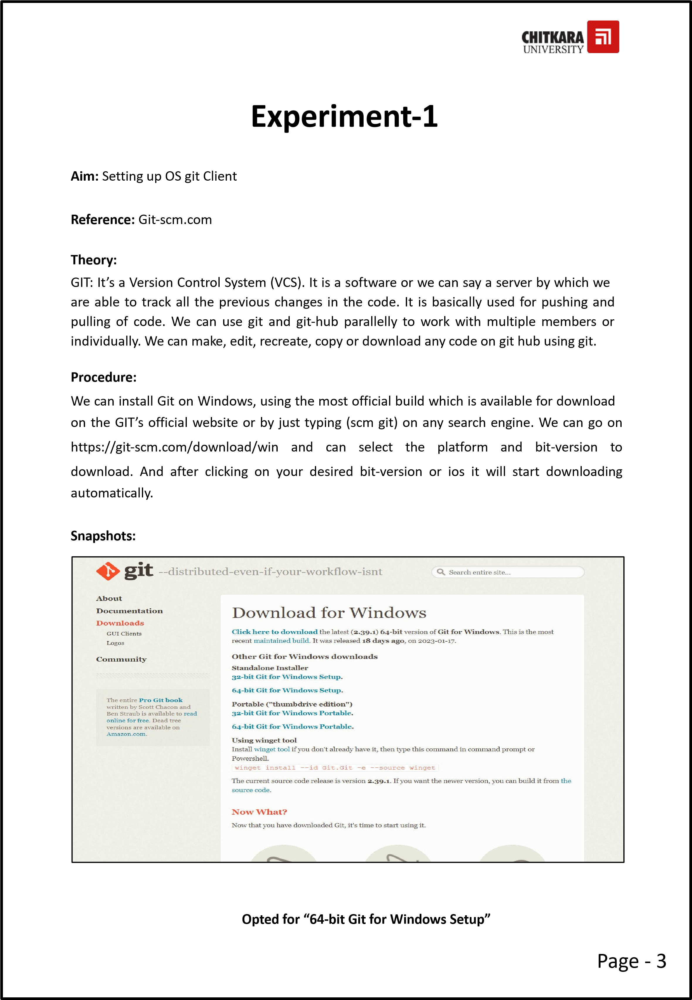 CHITKARA
UNIVERSITY
Experiment-1
Aim: Setting up OS git Client
Reference: Git-scm.com
Theory:
GIT: It’s a Version Control System (VCS). It is a software or we can say a server by which we
are able to track all the previous changes in the code. It is basically used for pushing and
pulling of code. We can use git and git-hub parallelly to work with multiple members or
individually. We can make, edit, recreate, copy or download any code on git hub using git.
Procedure:
We can install Git on Windows, using the most official build which is available for download
on the GIT’s official website or by just typing (scm git) on any search engine. We can go on
https://git-scm.com/download/win and can select the platform and bit-version to
download. And after clicking on your desired bit-version or ios it will start downloading
automatically.
Snapshots:
git --distributed-even-if-your-workflow-isnt
Search entire site...
About
Documentation
Downloads
GUI Clients
Logos
Community
The entire Pro Git book
written by Scott Chacon and
Ben Straub is available to read
online for free. Dead tree
versions are available on
Amazon.com.
Download for Windows
Click here to download the latest (2.39.1) 64-bit version of Git for Windows. This is the most
recent maintained build. It was released 18 days ago, on 2023-01-17.
Other Git for Windows downloads
Standalone Installer
32-bit Git for Windows Setup.
64-bit Git for Windows Setup.
Portable ("thumbdrive edition")
32-bit Git for Windows Portable.
64-bit Git for Windows Portable.
Using winget tool
Install winget tool if you don't already have it, then type this command in command prompt or
Powershell.
winget install --id Git.Git -e --source winget
The current source code release is version 2.39.1. If you want the newer version, you can build it from the
source code.
Now What?
Now that you have downloaded Git, it's time to start using it.
Opted for “64-bit Git for Windows Setup”
Page - 3